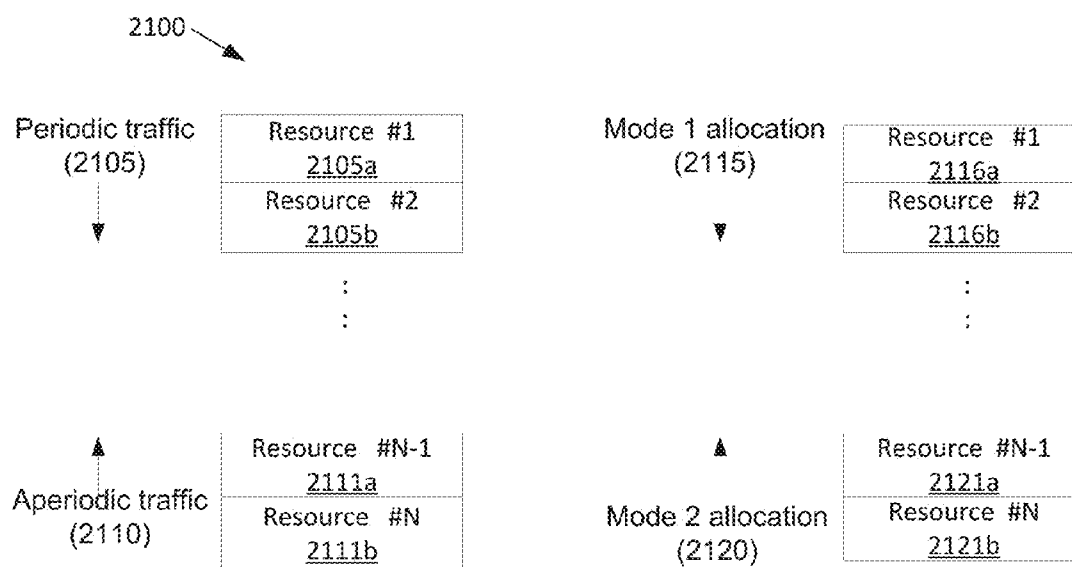 2100
Periodic traffic
(2105)
Resource #1
2105a
Resource #2
2105b
:
:
Resource #N-1
2111a
Resource #N
2111b
Aperiodic traffic
(2110)
Mode 1 allocation
(2115)
Resource #1
2116a
Resource #2
2116b
:
:
Resource #N-1
2121a
Resource #N
2121b
Mode 2 allocation
(2120)